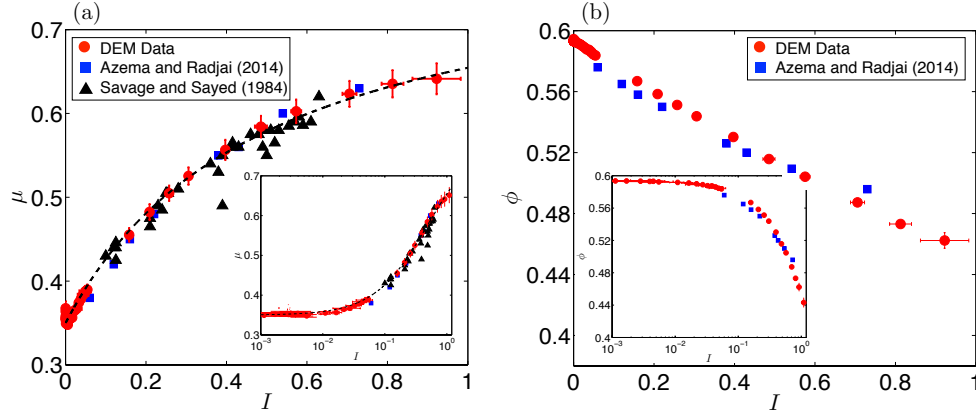 (a)
0.7
0.6
0.5
0.4
0.3
μ
DEM Data
Azema and Radjai (2014)
Savage and Sayed (1984)
0.7
0.6
0.5
0.4
0.3
μ
10⁻³ 10⁻² 10⁻¹ 10⁰
I
0 0.2 0.4 0.6 0.8 1
I
(b)
0.6
0.56
0.52
0.48
0.44
0.4
ϕ
DEM Data
Azema and Radjai (2014)
0.6
0.56
0.52
0.48
0.44
0.4
ϕ
10⁻³ 10⁻² 10⁻¹ 10⁰
I
0 0.2 0.4 0.6 0.8 1
I